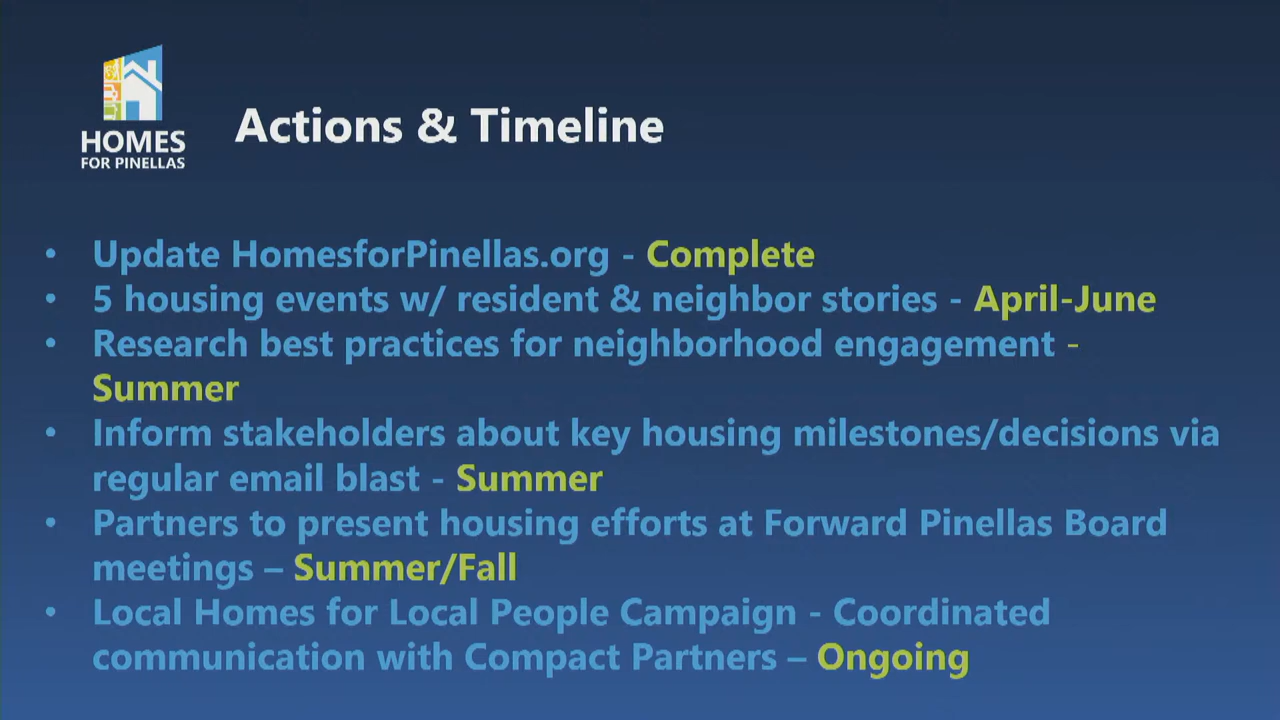 HOMES
FOR PINELLAS
Actions & Timeline
• Update HomesforPinellas.org - Complete
• 5 housing events w/ resident & neighbor stories - April-June
• Research best practices for neighborhood engagement -
Summer
• Inform stakeholders about key housing milestones/decisions via
regular email blast - Summer
• Partners to present housing efforts at Forward Pinellas Board
meetings – Summer/Fall
• Local Homes for Local People Campaign - Coordinated
communication with Compact Partners – Ongoing